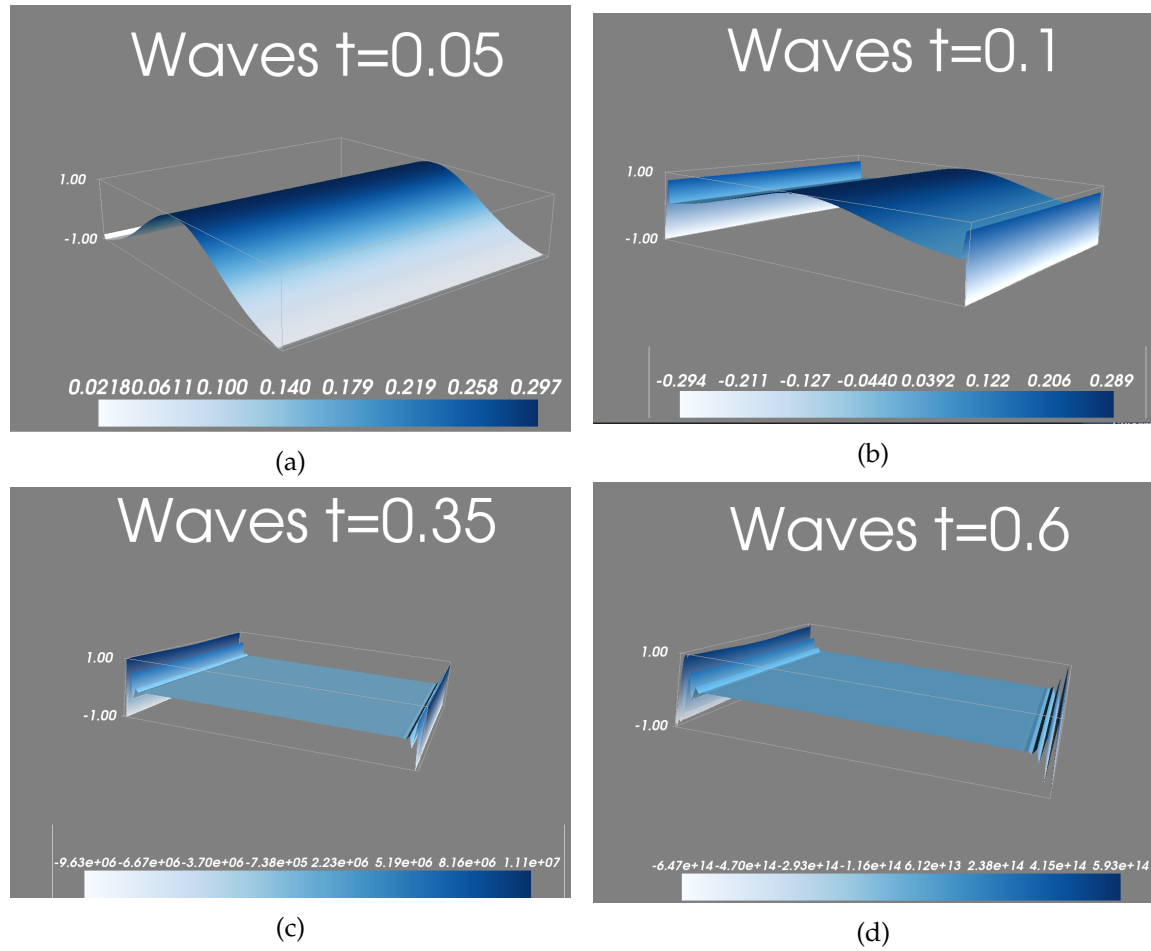 Waves t=0.05
1.00
-1.00
0.0218 0.0611 0.100 0.140 0.179 0.219 0.258 0.297
(a)
Waves t=0.1
1.00
-1.00
-0.294 -0.211 -0.127 -0.0440 0.0392 0.122 0.206 0.289
(b)
Waves t=0.35
1.00
-1.00
-9.63e+06 -6.67e+06 -3.70e+06 -7.38e+05 2.23e+06 5.19e+06 8.16e+06 1.11e+07
(c)
Waves t=0.6
1.00
-1.00
-6.47e+14 -4.70e+14 -2.93e+14 -1.16e+14 6.12e+13 2.38e+14 4.15e+14 5.93e+14
(d)